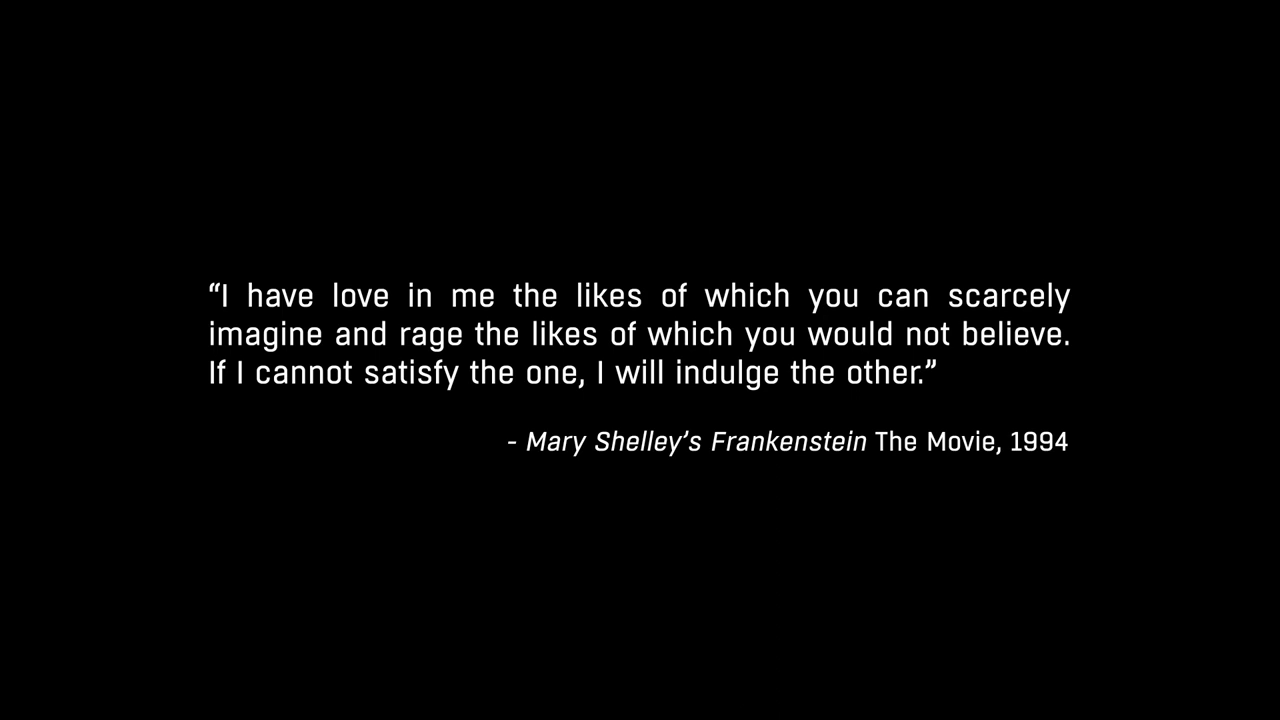 “I have love in me the likes of which you can scarcely
imagine and rage the likes of which you would not believe.
If I cannot satisfy the one, I will indulge the other.”
- Mary Shelley’s Frankenstein The Movie, 1994